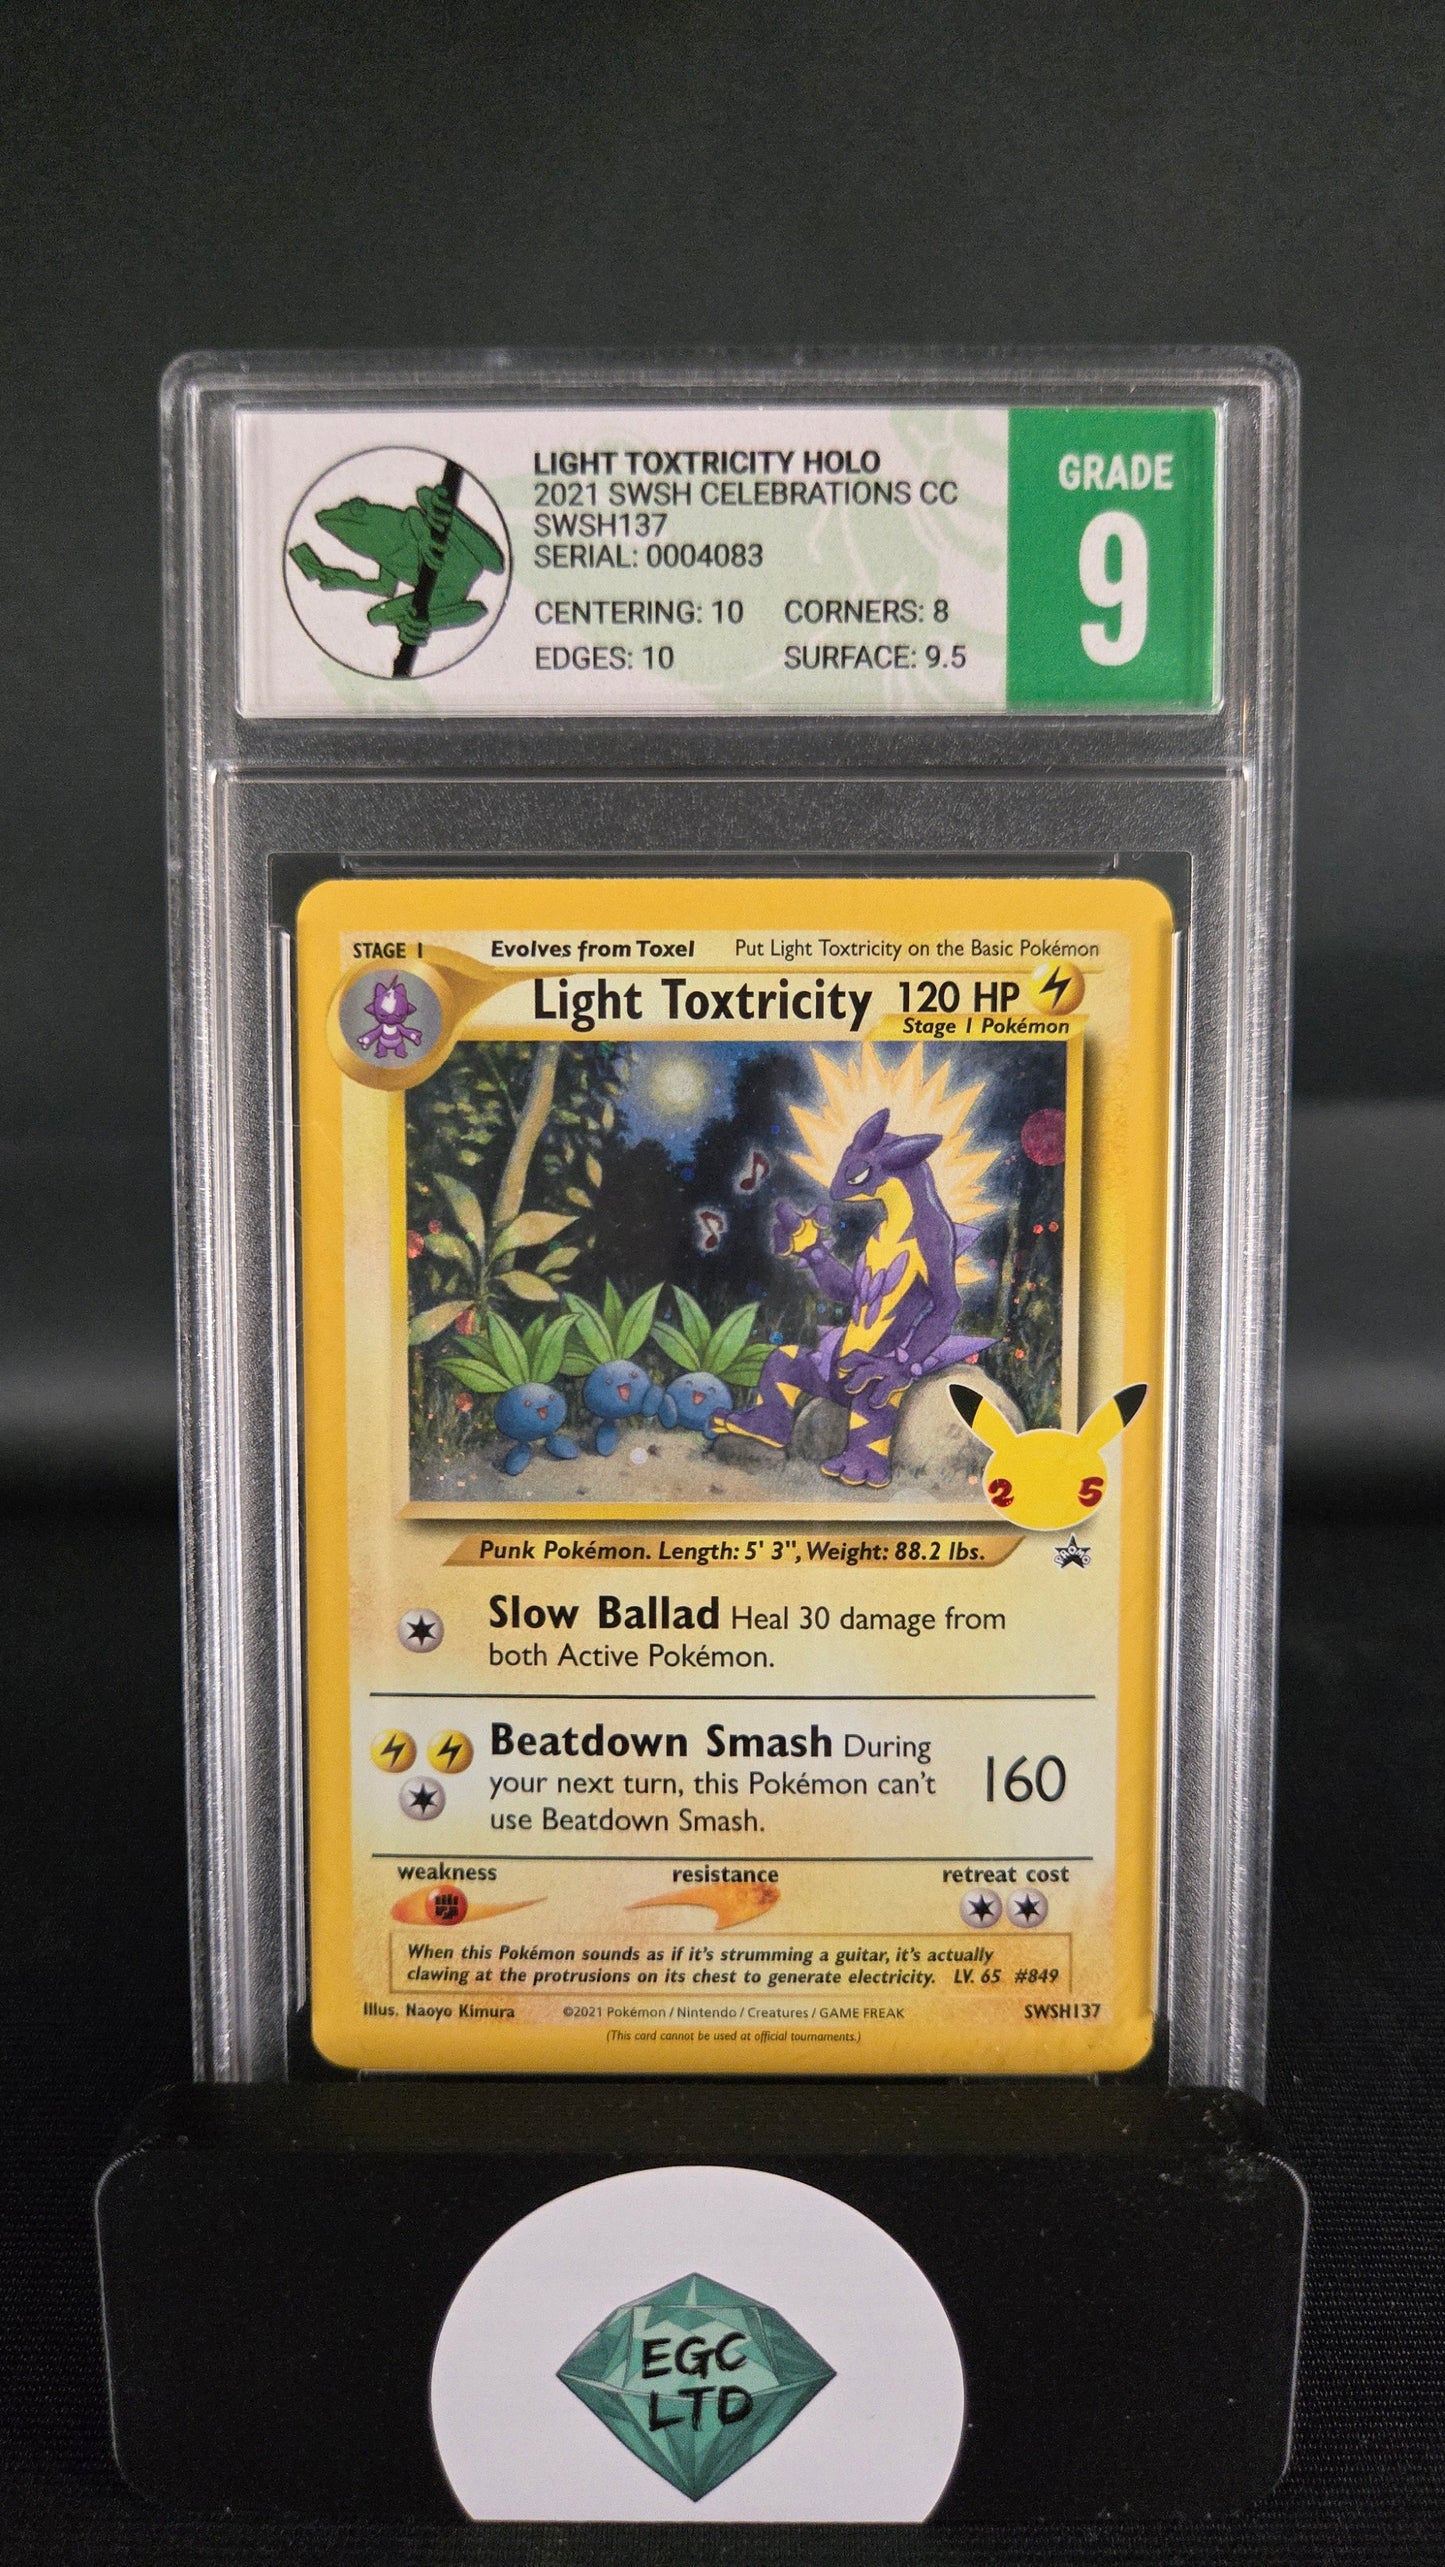 LIGHT TOXTRICITY HOLO
2021 SWSH CELEBRATIONS CC
SWSH137
SERIAL: 0004083
CENTERING: 10 CORNERS: 8
EDGES: 10 SURFACE: 9.5
GRADE
9
STAGE 1 Evolves from Toxel Put Light Toxtricity on the Basic Pokémon
Light Toxtricity 120 HP
Stage 1 Pokémon
2 5
PROMO
Punk Pokémon. Length: 5' 3", Weight: 88.2 lbs.
Slow Ballad Heal 30 damage from
both Active Pokémon.
Beatdown Smash During
your next turn, this Pokémon can't
use Beatdown Smash.
160
weakness resistance retreat cost
When this Pokémon sounds as if it's strumming a guitar, it's actually
clawing at the protrusions on its chest to generate electricity. LV. 65 #849
Illus. Naoyo Kimura ©2021 Pokémon / Nintendo / Creatures / GAME FREAK SWSH137
(This card cannot be used at official tournaments.)
EGC
LTD